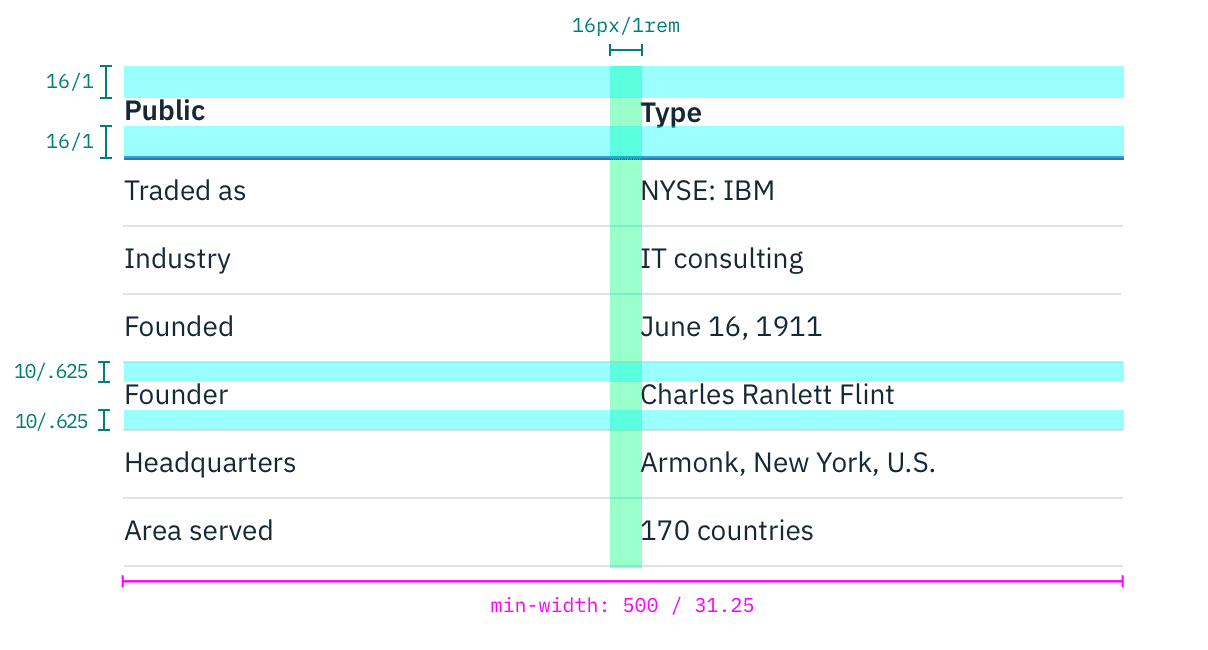 16px/1rem
16/1
Public Type
16/1
Traded as NYSE: IBM
Industry IT consulting
Founded June 16, 1911
10/.625
Founder Charles Ranlett Flint
10/.625
Headquarters Armonk, New York, U.S.
Area served 170 countries
min-width: 500 / 31.25